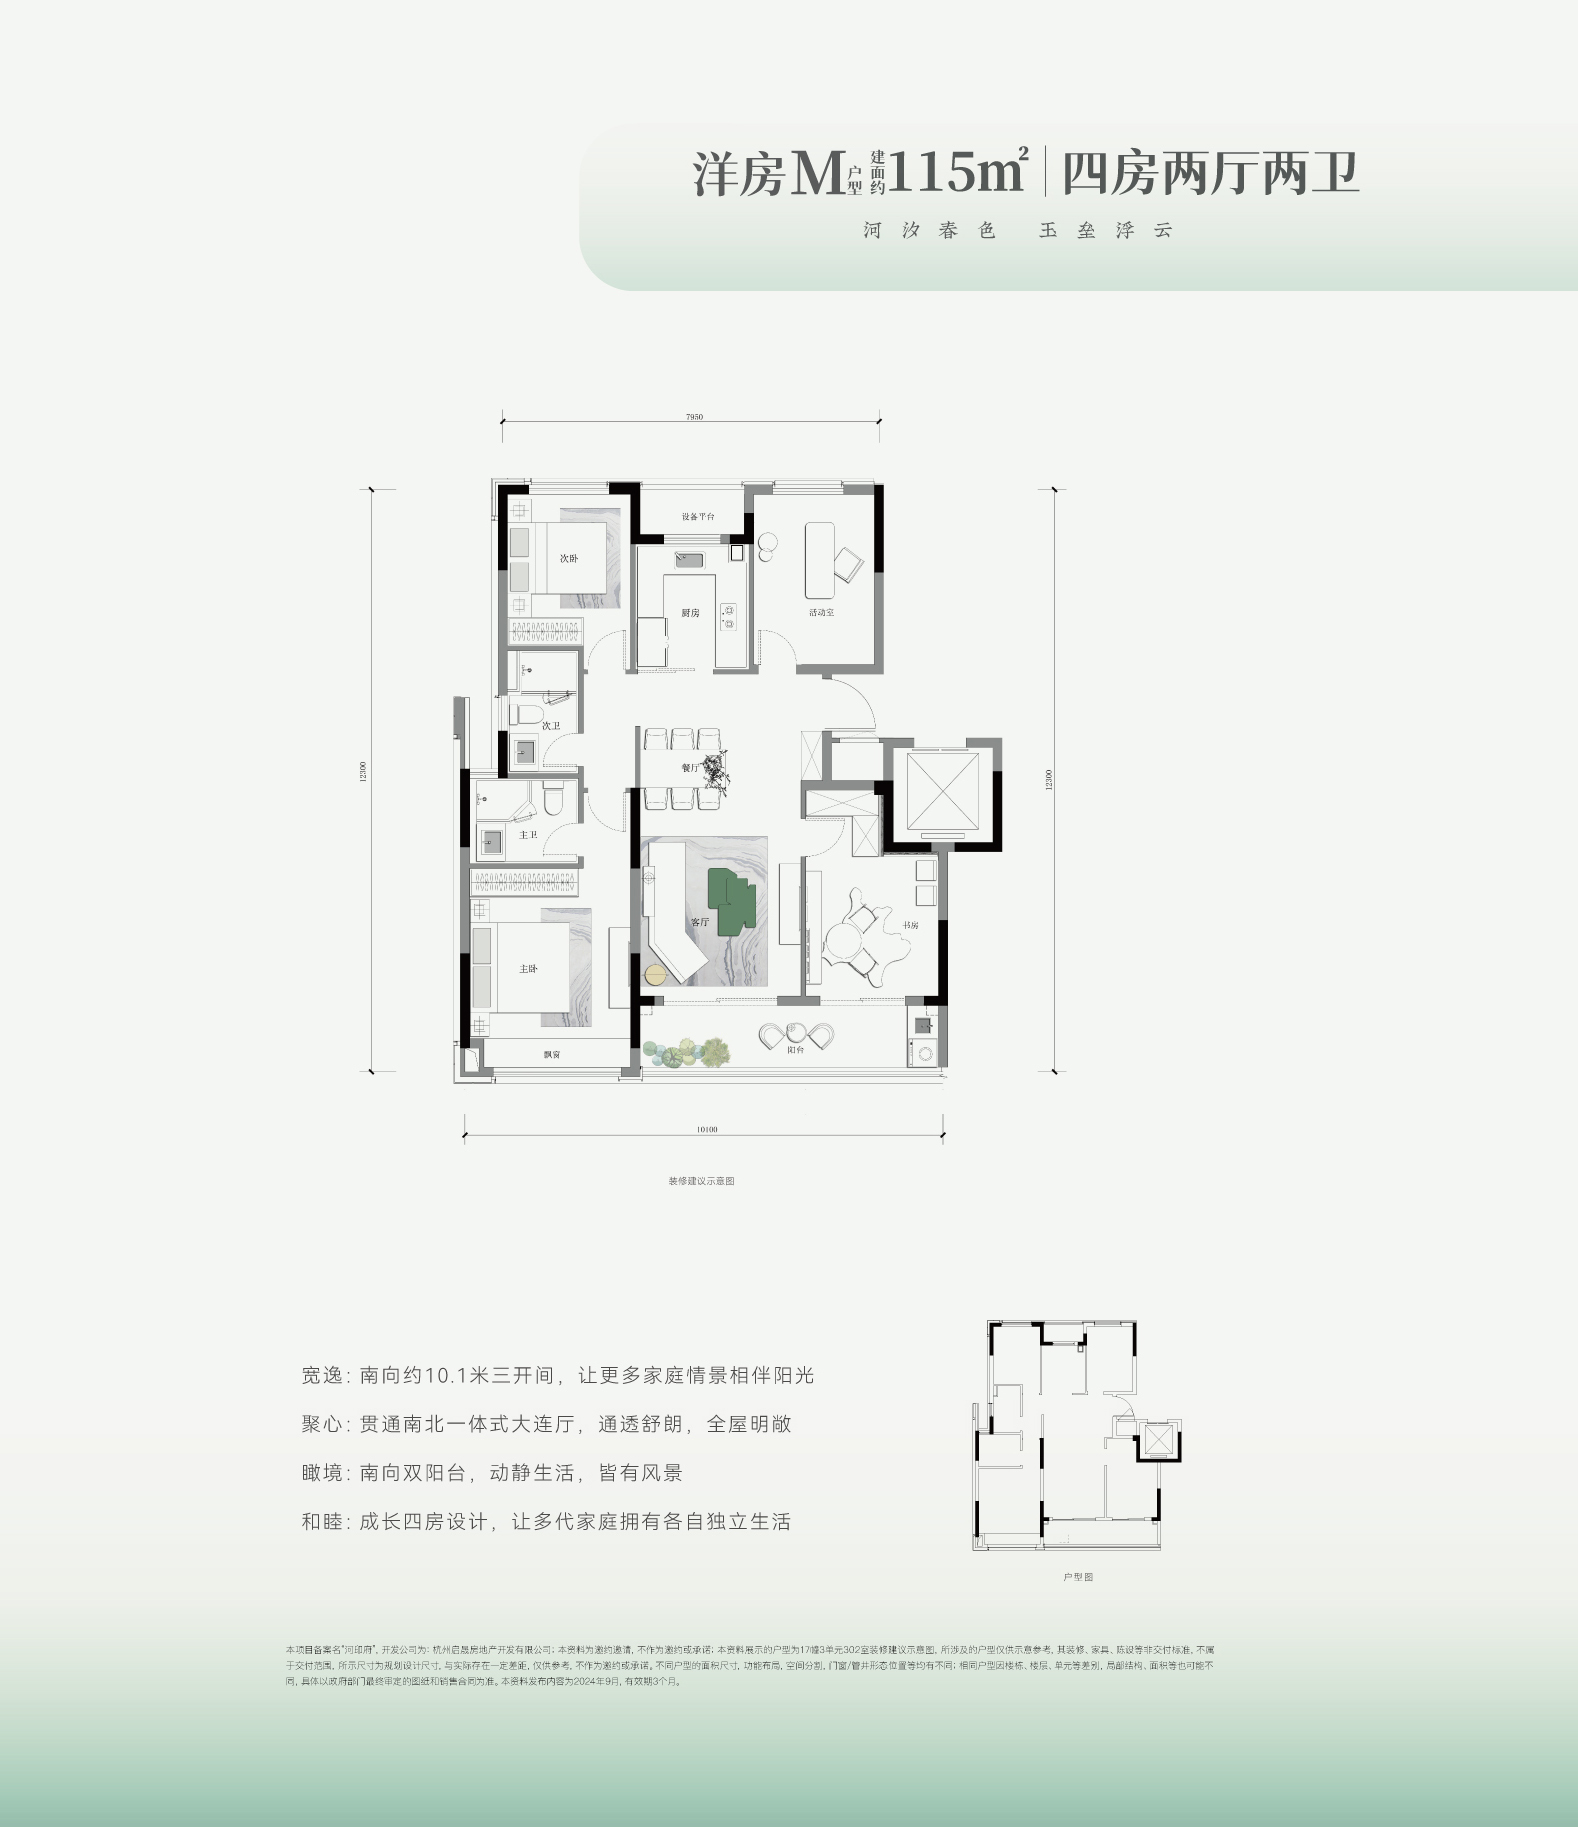 洋房M户型 建面约115m² 四房两厅两卫
河汐春色 玉垒浮云
7950
12300
12300
设备平台
次卧
厨房
活动室
次卫
餐厅
主卫
客厅
书房
主卧
飘窗
阳台
10100
装修建议示意图
宽逸：南向约10.1米三开间，让更多家庭情景相伴阳光
聚心：贯通南北一体式大连厅，通透舒朗，全屋明敞
瞰境：南向双阳台，动静生活，皆有风景
和睦：成长四房设计，让多代家庭拥有各自独立生活
户型图
本项目备案名"河印府"，开发公司为：杭州启晟房地产开发有限公司；本资料为邀约邀请，不作为邀约或承诺；本资料展示的户型为17幢3单元302室装修建议示意图，所涉及的户型仅供示意参考，其装修、家具、陈设等非交付标准，不属
于交付范围，所示尺寸为规划设计尺寸，与实际存在一定差距，仅供参考，不作为邀约或承诺。不同户型的面积尺寸，功能布局，空间分割，门窗/管井形态位置等均有不同；相同户型因楼栋、楼层、单元等差别，局部结构、面积等也可能不
同，具体以政府部门最终审定的图纸和销售合同为准。本资料发布内容为2024年9月，有效期3个月。